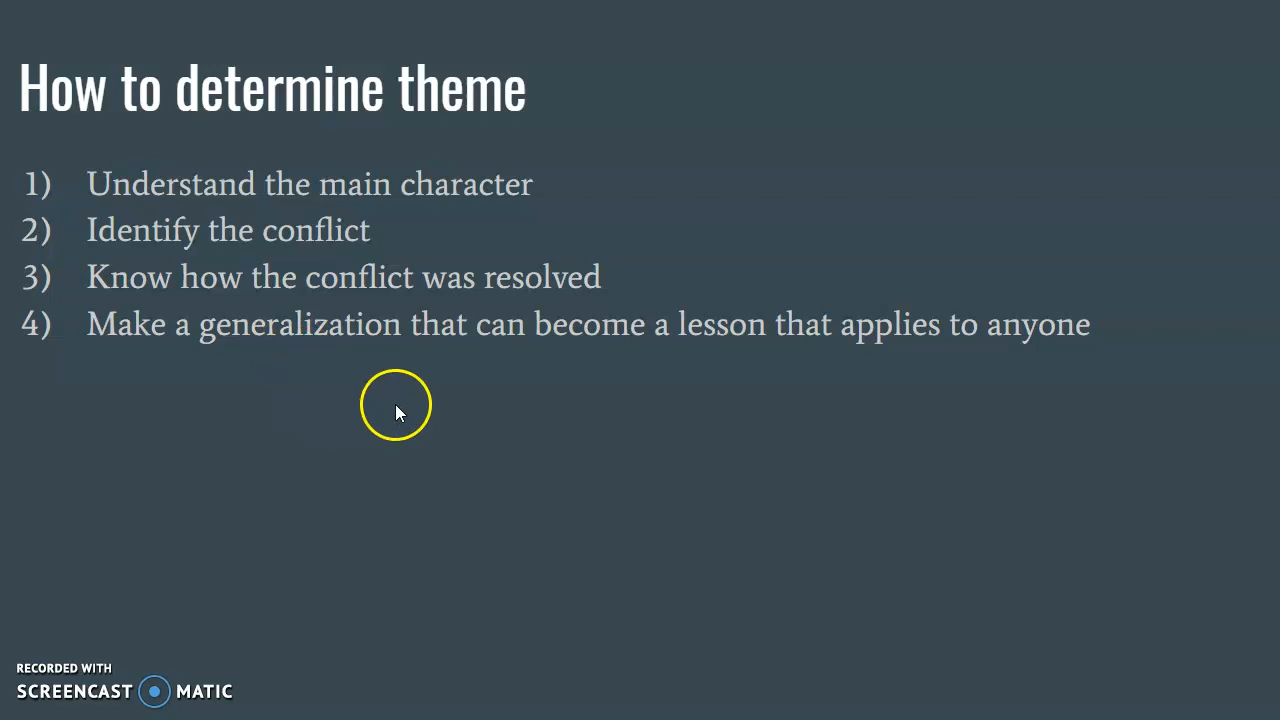 How to determine theme
1) Understand the main character
2) Identify the conflict
3) Know how the conflict was resolved
4) Make a generalization that can become a lesson that applies to anyone
RECORDED WITH
SCREENCAST MATIC